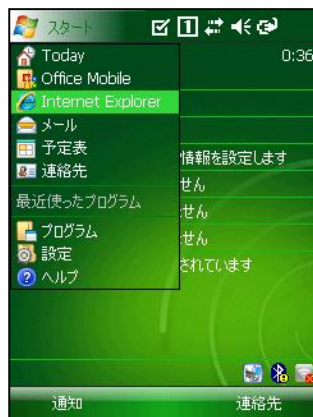 スタート
1
0:36
Today
Office Mobile
Internet Explorer
メール
予定表
連絡先
最近使ったプログラム
プログラム
設定
ヘルプ
情報を設定します
せん
せん
せん
されています
通知
連絡先